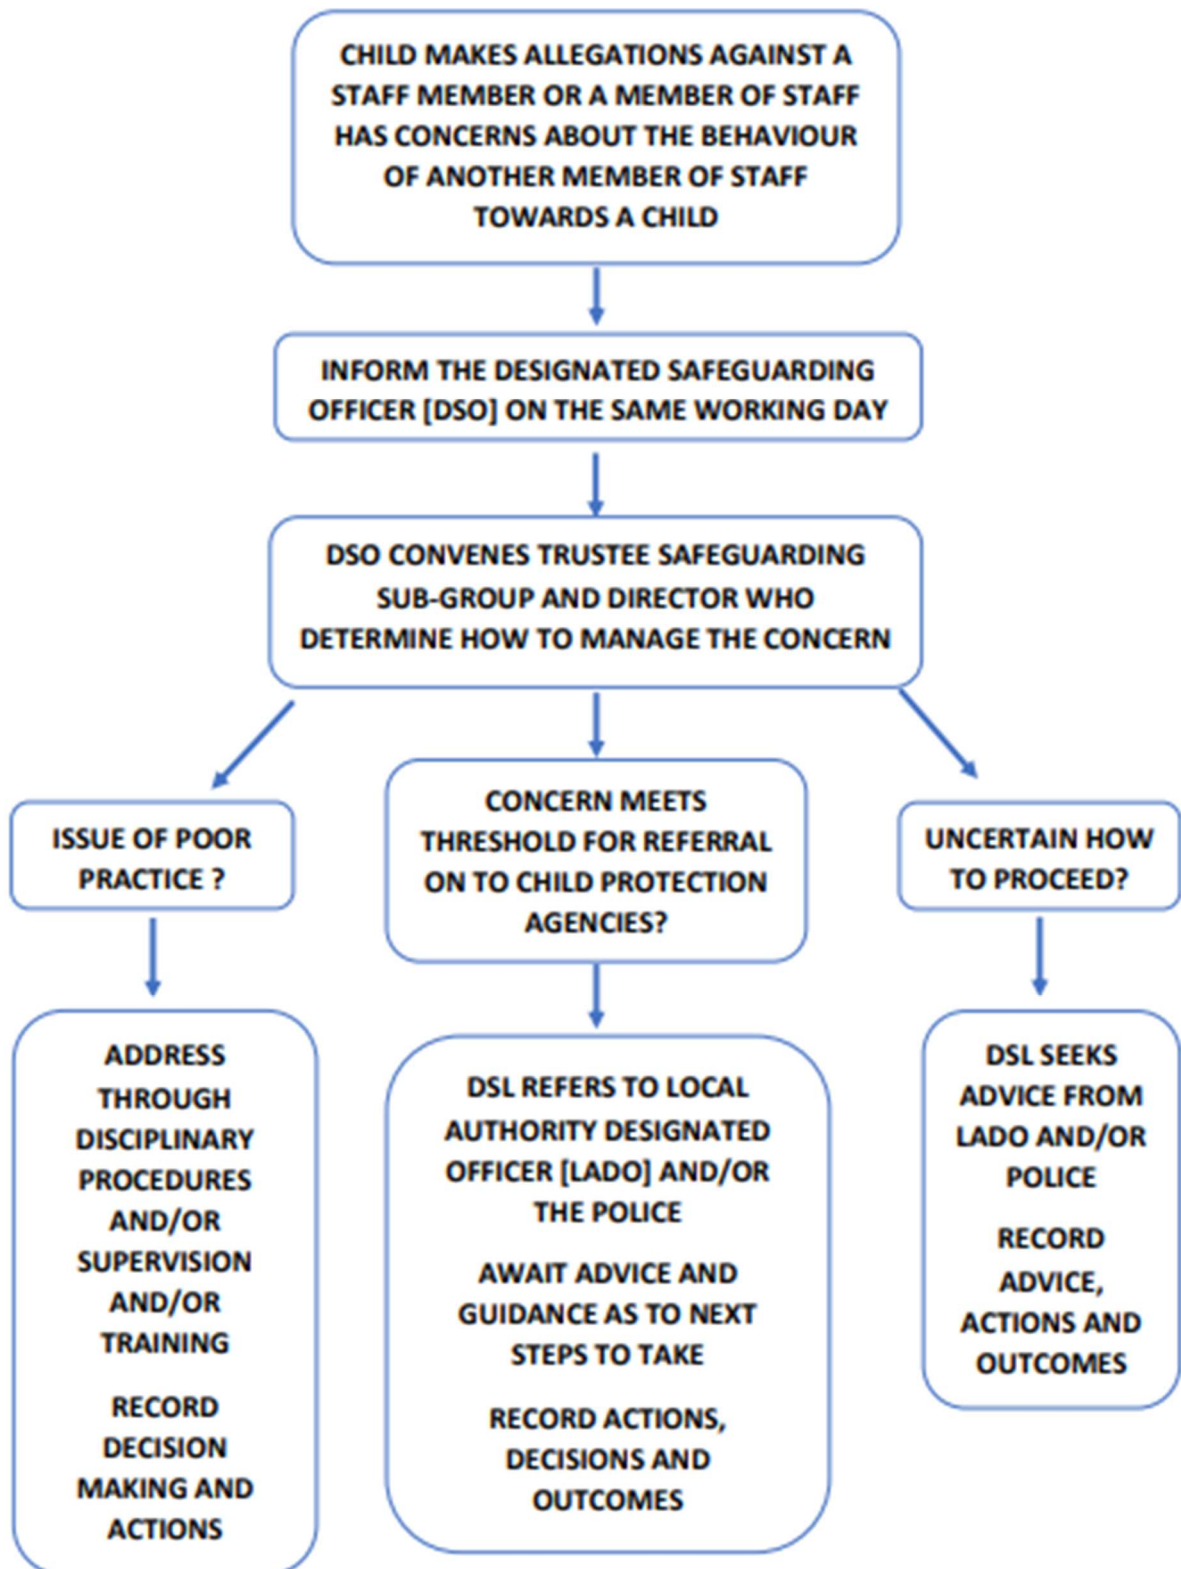 CHILD MAKES ALLEGATIONS AGAINST A
STAFF MEMBER OR A MEMBER OF STAFF
HAS CONCERNS ABOUT THE BEHAVIOUR
OF ANOTHER MEMBER OF STAFF
TOWARDS A CHILD
INFORM THE DESIGNATED SAFEGUARDING
OFFICER [DSO] ON THE SAME WORKING DAY
DSO CONVENES TRUSTEE SAFEGUARDING
SUB-GROUP AND DIRECTOR WHO
DETERMINE HOW TO MANAGE THE CONCERN
ISSUE OF POOR
PRACTICE ?
CONCERN MEETS
THRESHOLD FOR REFERRAL
ON TO CHILD PROTECTION
AGENCIES?
UNCERTAIN HOW
TO PROCEED?
ADDRESS
THROUGH
DISCIPLINARY
PROCEDURES
AND/OR
SUPERVISION
AND/OR
TRAINING
RECORD
DECISION
MAKING AND
ACTIONS
DSL REFERS TO LOCAL
AUTHORITY DESIGNATED
OFFICER [LADO] AND/OR
THE POLICE
AWAIT ADVICE AND
GUIDANCE AS TO NEXT
STEPS TO TAKE
RECORD ACTIONS,
DECISIONS AND
OUTCOMES
DSL SEEKS
ADVICE FROM
LADO AND/OR
POLICE
RECORD
ADVICE,
ACTIONS AND
OUTCOMES